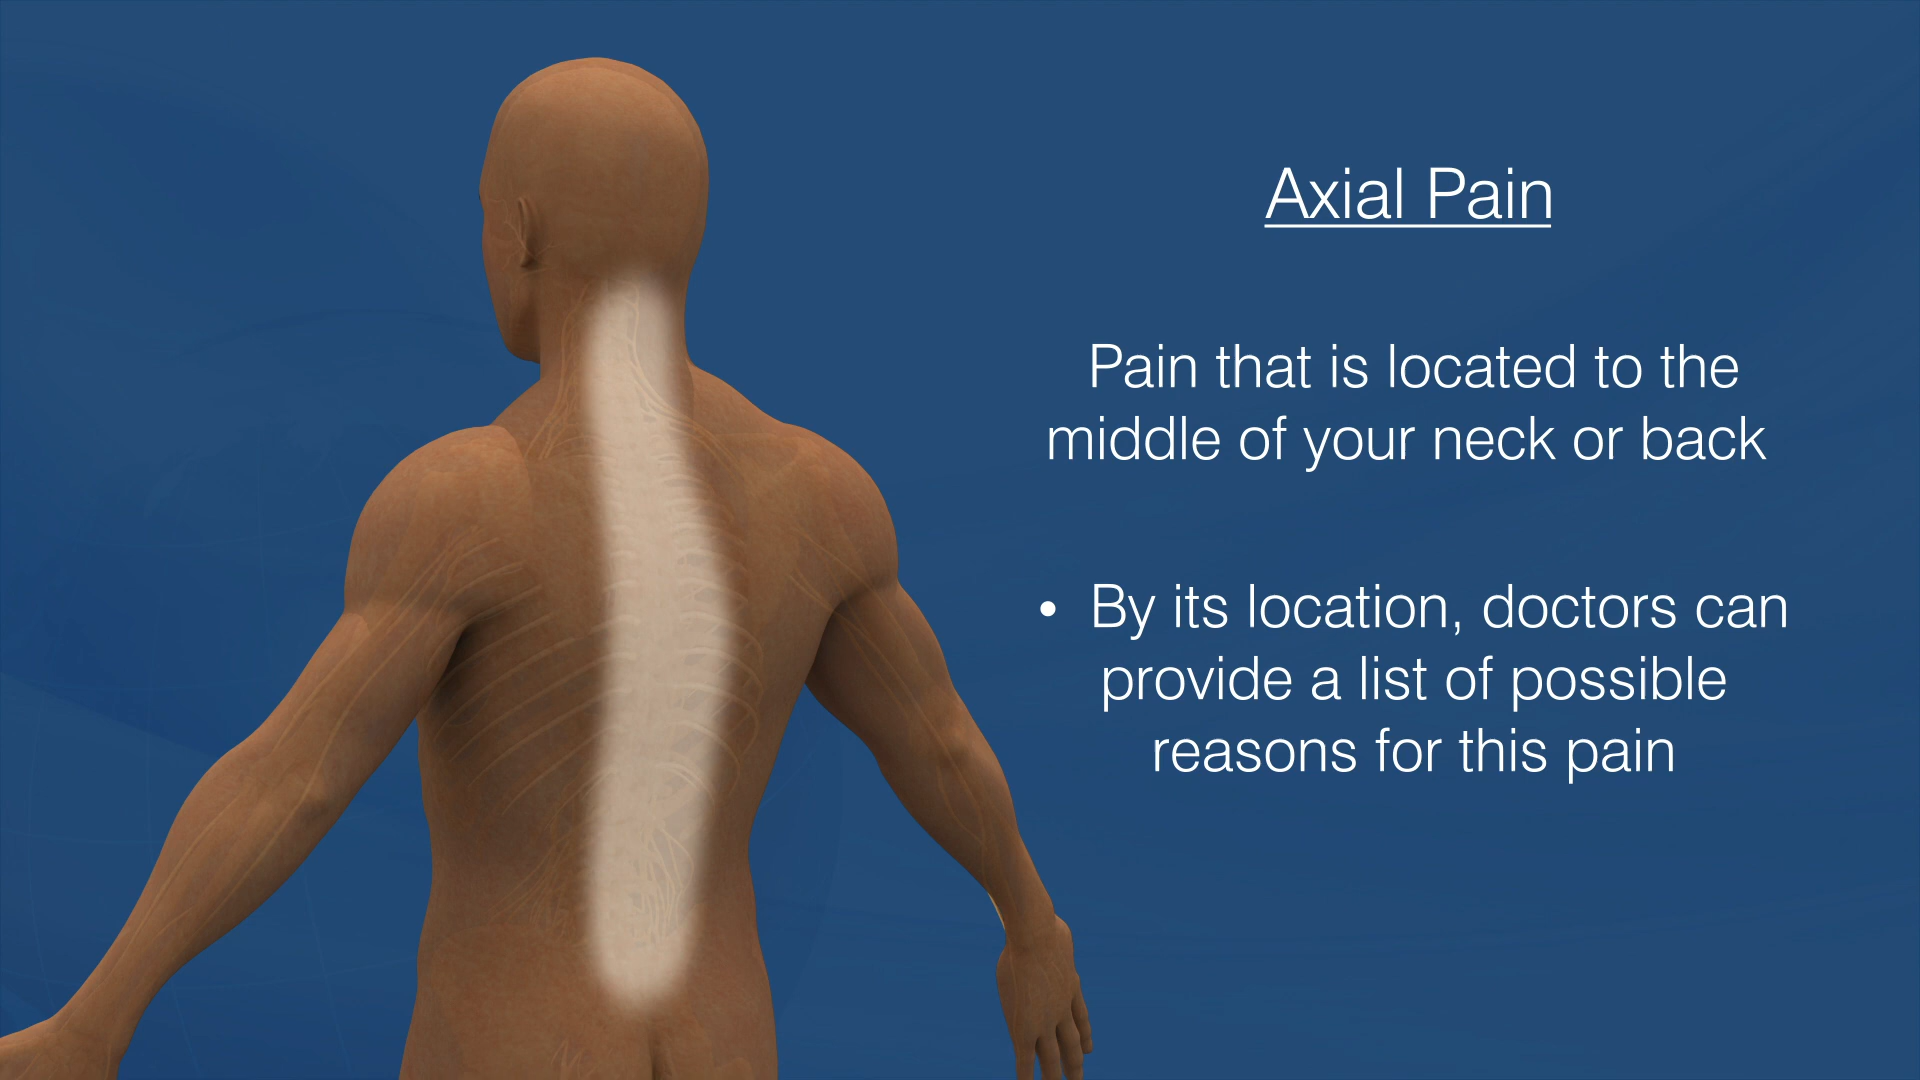 Axial Pain
Pain that is located to the
middle of your neck or back
• By its location, doctors can
provide a list of possible
reasons for this pain